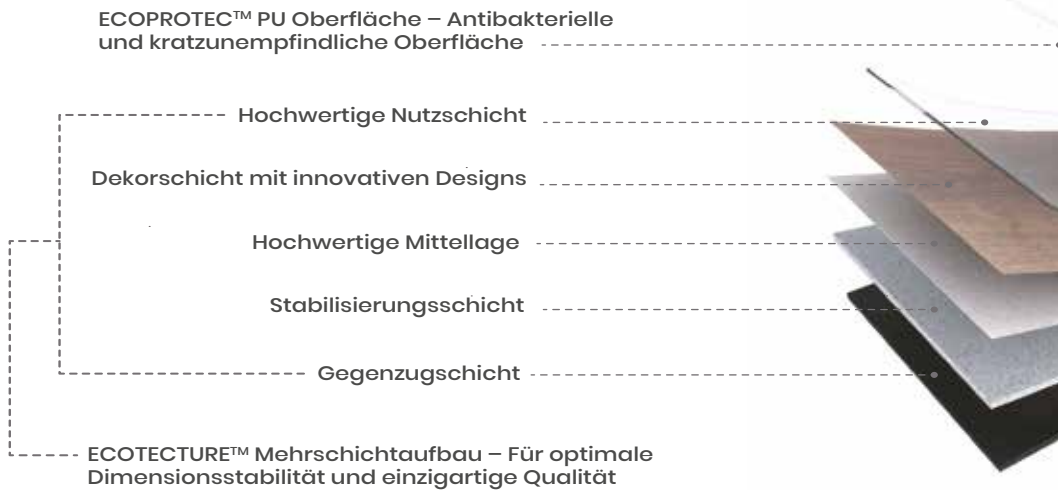 ECOPROTEC™ PU Oberfläche – Antibakterielle
und kratzunempfindliche Oberfläche
Hochwertige Nutzschicht
Dekorschicht mit innovativen Designs
Hochwertige Mittellage
Stabilisierungsschicht
Gegenzugschicht
ECOTECTURE™ Mehrschichtaufbau – Für optimale
Dimensionsstabilität und einzigartige Qualität